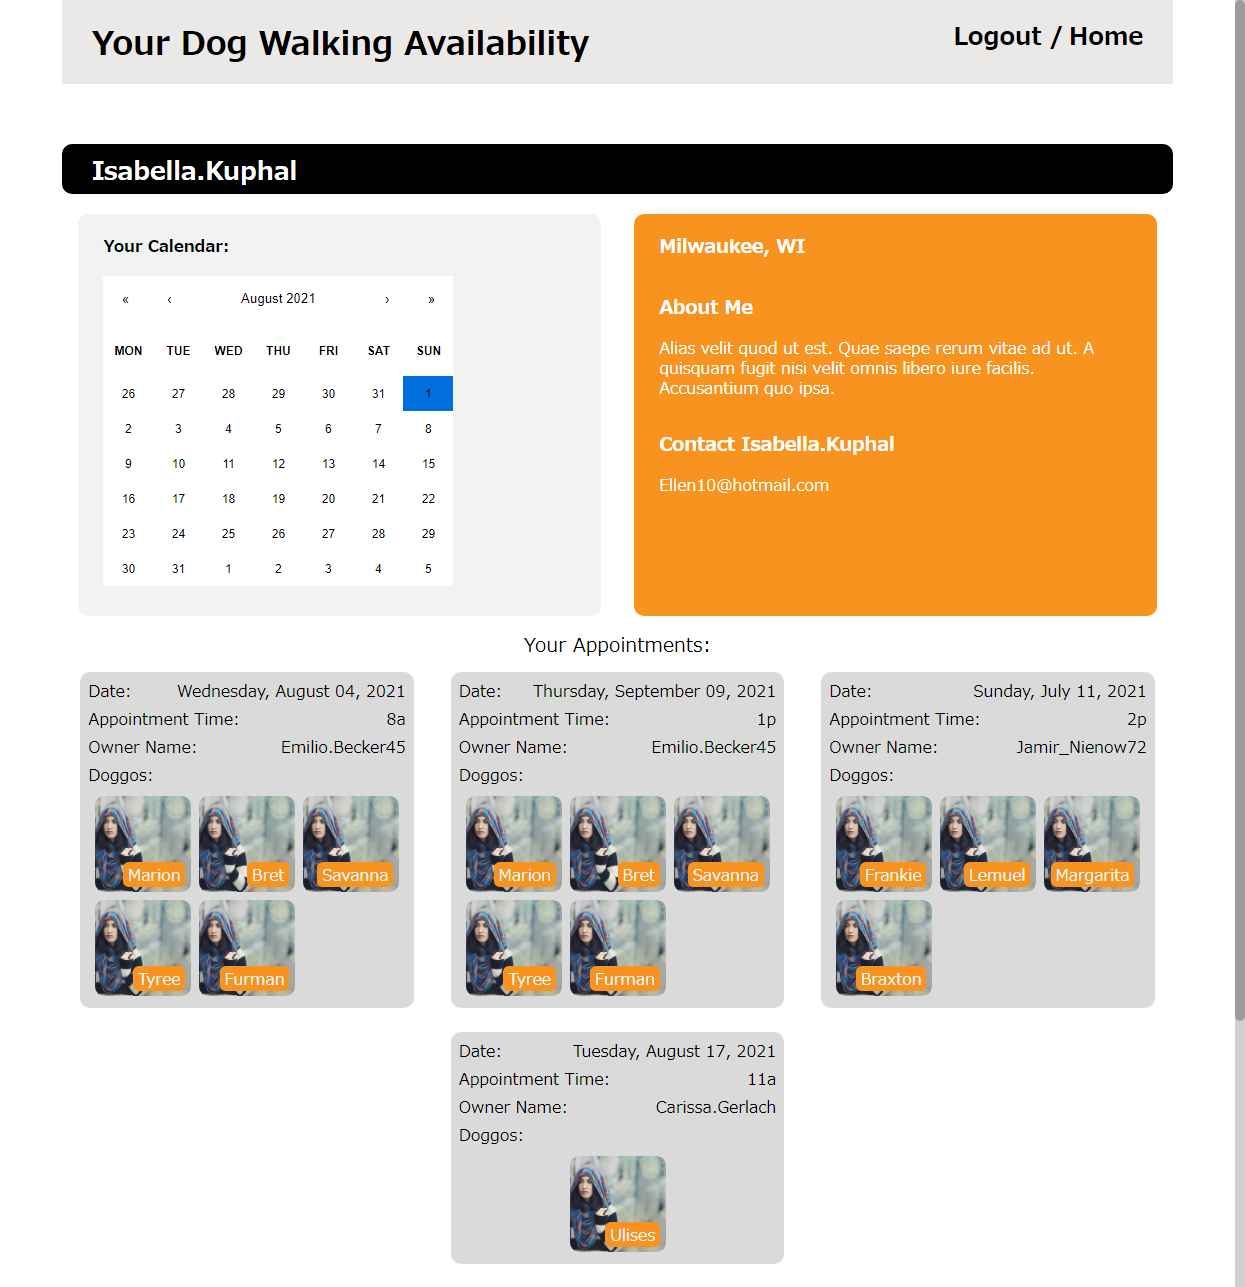 Your Dog Walking Availability
Logout / Home
Isabella.Kuphal
Your Calendar:
« ‹ August 2021 › »
MON TUE WED THU FRI SAT SUN
26 27 28 29 30 31 1
2 3 4 5 6 7 8
9 10 11 12 13 14 15
16 17 18 19 20 21 22
23 24 25 26 27 28 29
30 31 1 2 3 4 5
Milwaukee, WI
About Me
Alias velit quod ut est. Quae saepe rerum vitae ad ut. A
quisquam fugit nisi velit omnis libero iure facilis.
Accusantium quo ipsa.
Contact Isabella.Kuphal
Ellen10@hotmail.com
Your Appointments:
Date: Wednesday, August 04, 2021
Appointment Time: 8a
Owner Name: Emilio.Becker45
Doggos:
Marion Bret Savanna
Tyree Furman
Date: Thursday, September 09, 2021
Appointment Time: 1p
Owner Name: Emilio.Becker45
Doggos:
Marion Bret Savanna
Tyree Furman
Date: Sunday, July 11, 2021
Appointment Time: 2p
Owner Name: Jamir_Nienow72
Doggos:
Frankie Lemuel Margarita
Braxton
Date: Tuesday, August 17, 2021
Appointment Time: 11a
Owner Name: Carissa.Gerlach
Doggos:
Ulises